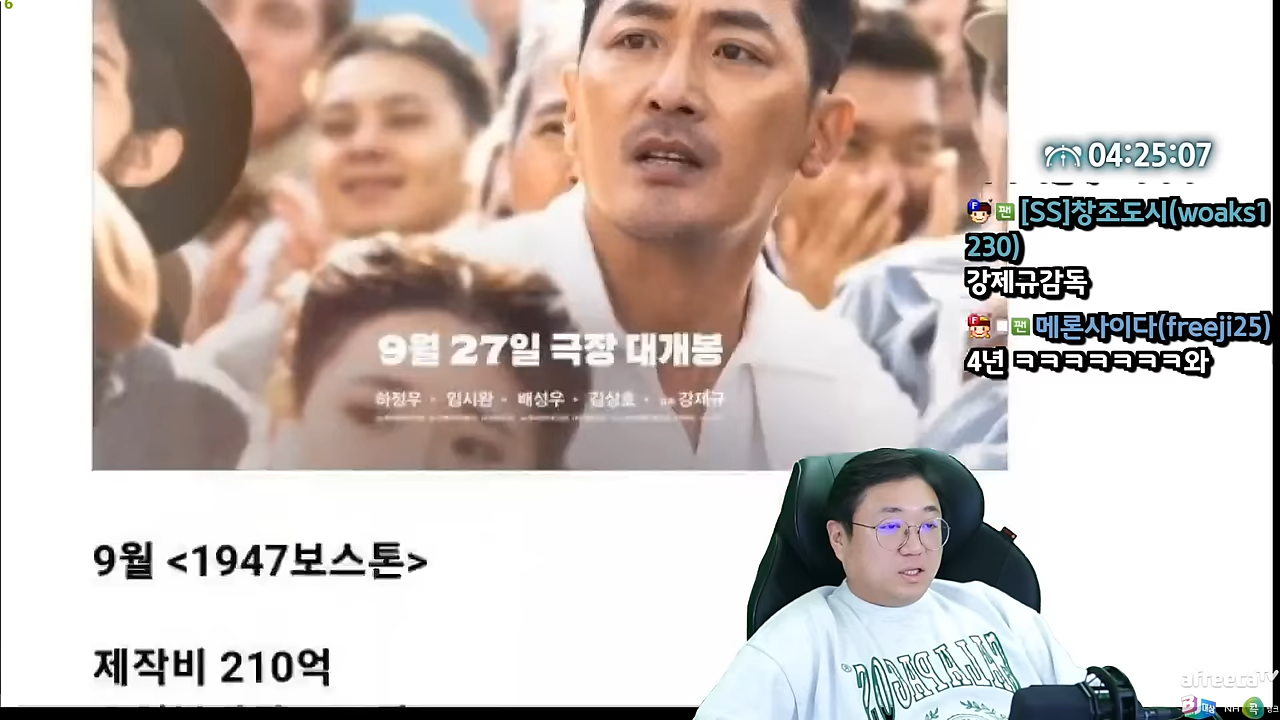 6
04:25:07
[SS]창조도시(woaks1
230)
강제규감독
팬 메론사이다(freeji25)
4년 ㅋㅋㅋㅋㅋㅋㅋ와
9월 27일 극장 대개봉
하정우 · 임시완 · 배성우 · 김상호 · 강제규
9월 <1947보스톤>
제작비 210억
GALAPAGOS
afreecaTV